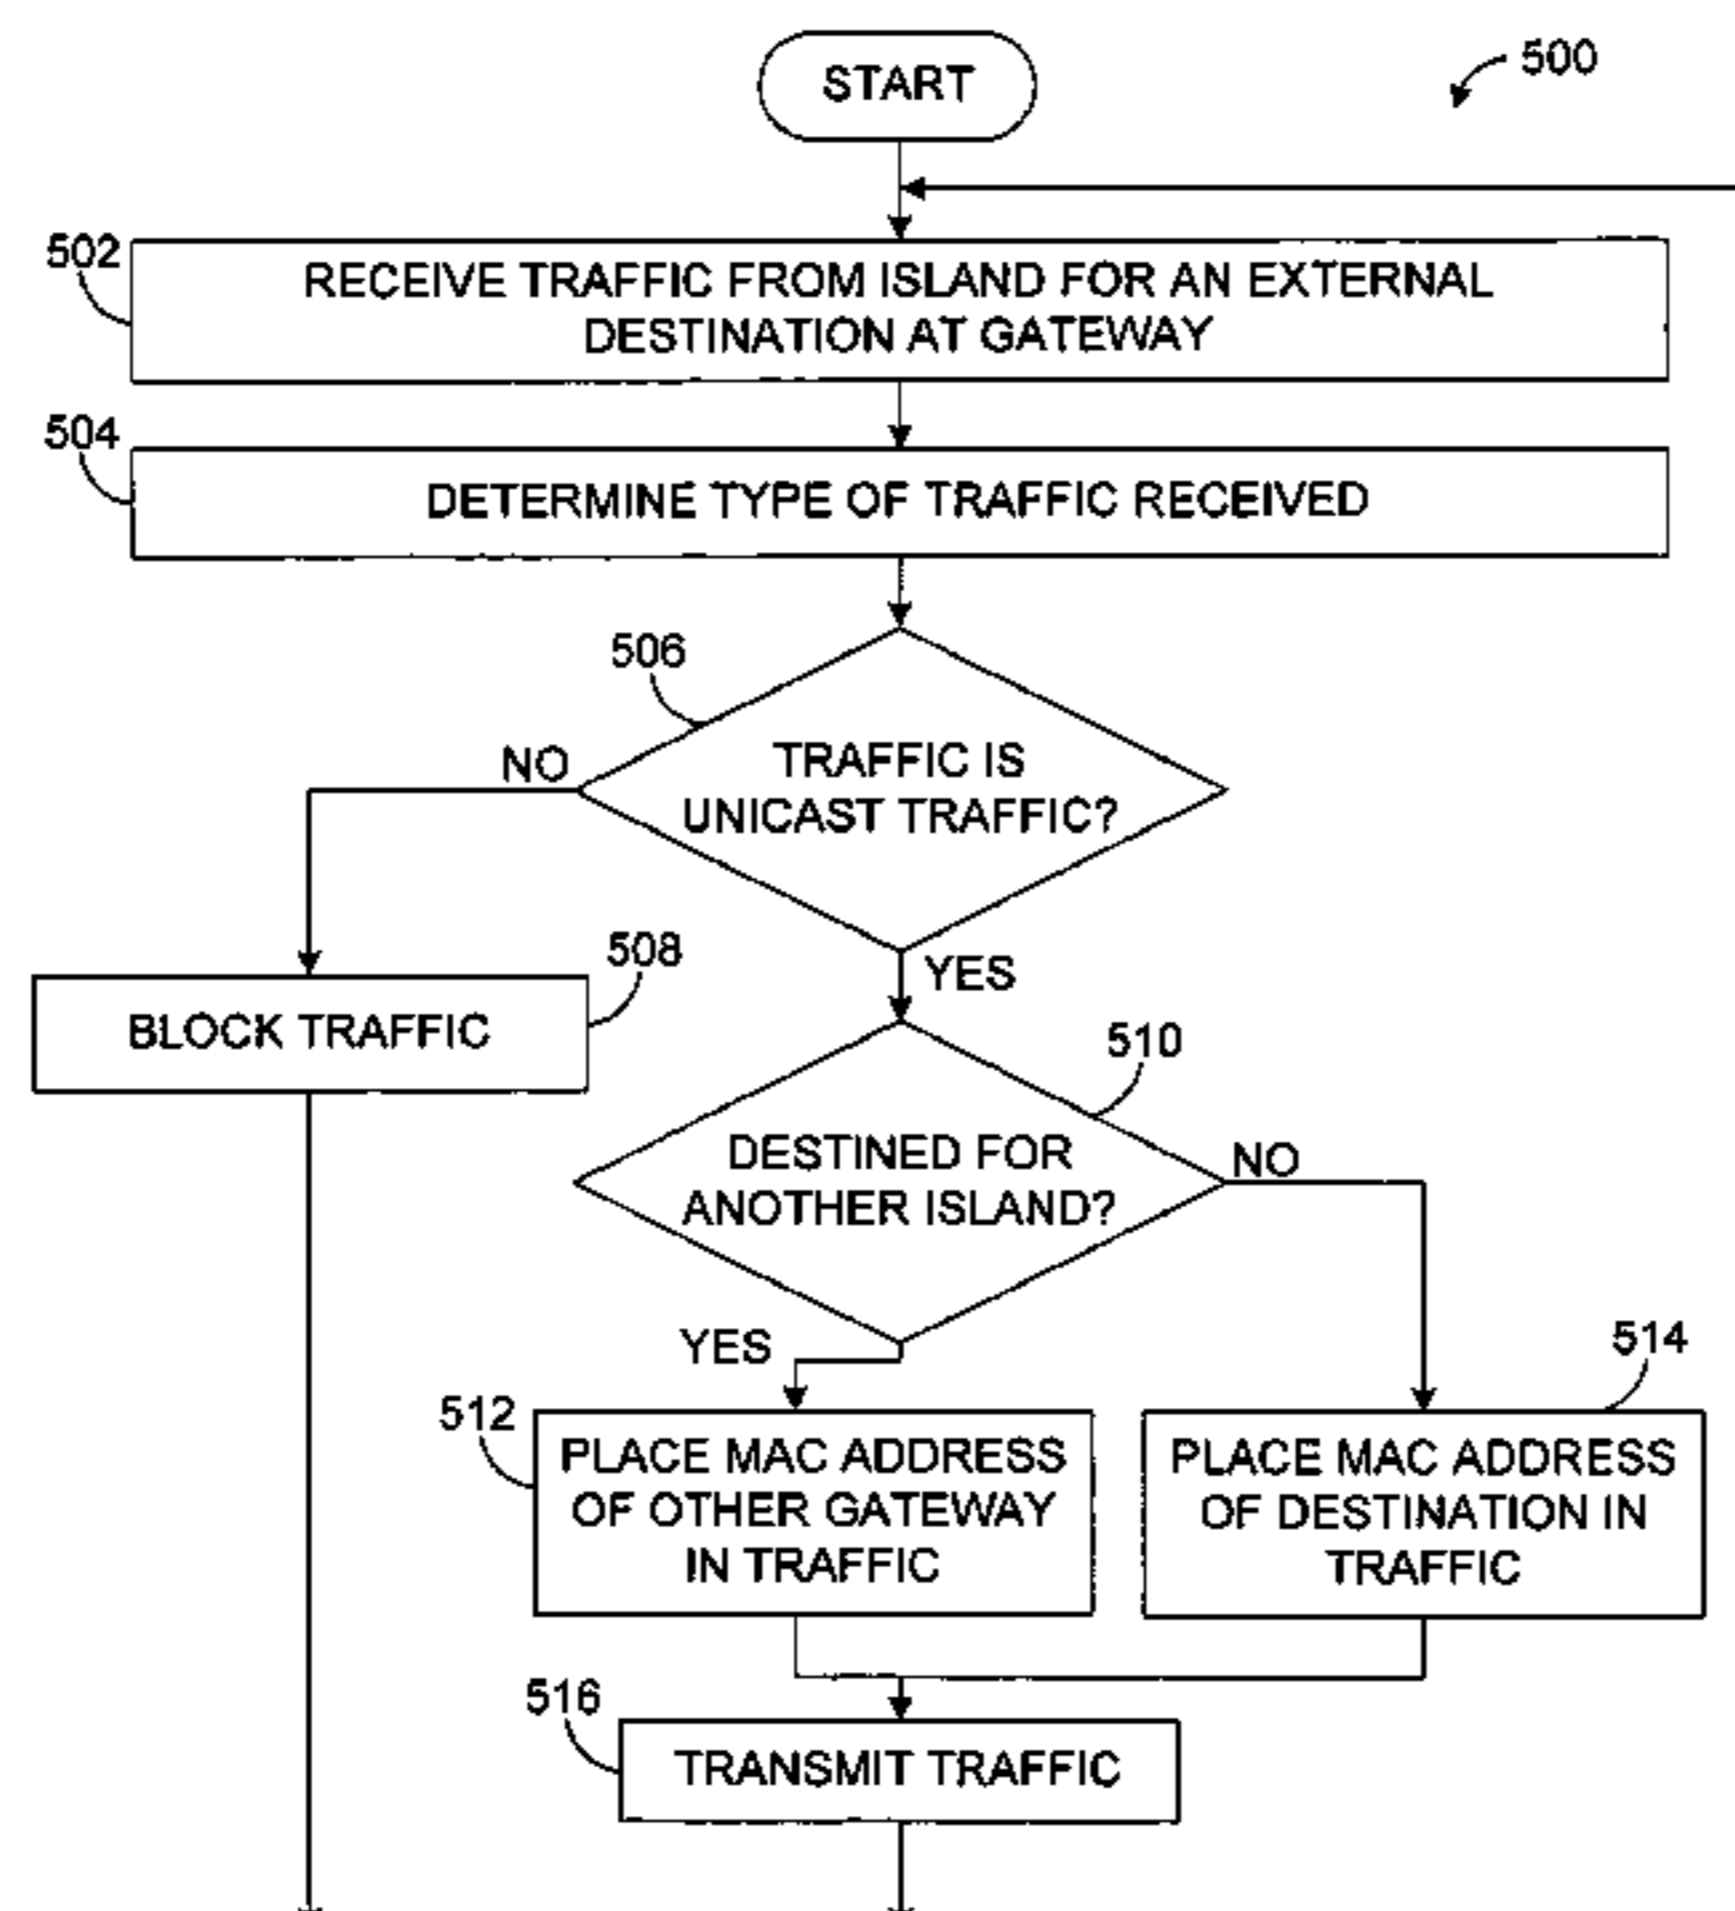 START
500
502
RECEIVE TRAFFIC FROM ISLAND FOR AN EXTERNAL
DESTINATION AT GATEWAY
504
DETERMINE TYPE OF TRAFFIC RECEIVED
506
NO
TRAFFIC IS
UNICAST TRAFFIC?
508
YES
BLOCK TRAFFIC
510
DESTINED FOR
ANOTHER ISLAND?
NO
YES
514
512
PLACE MAC ADDRESS
OF OTHER GATEWAY
IN TRAFFIC
PLACE MAC ADDRESS
OF DESTINATION IN
TRAFFIC
516
TRANSMIT TRAFFIC